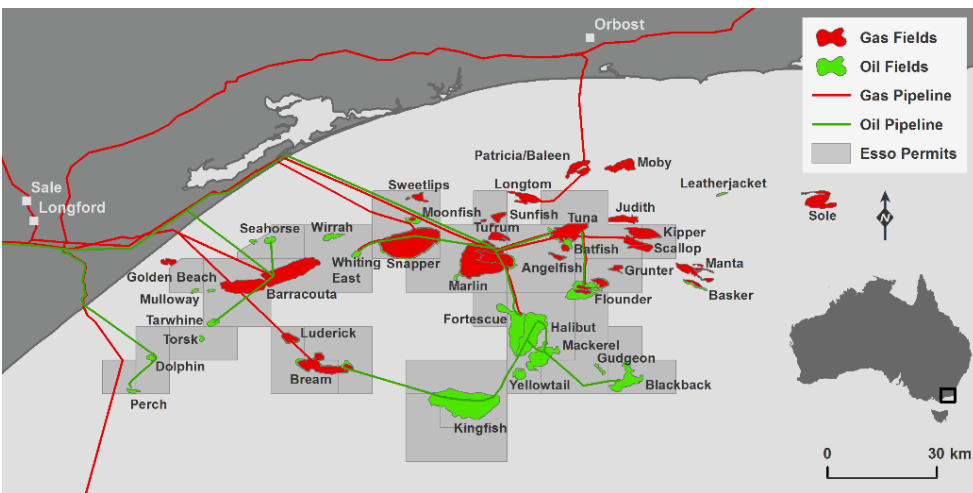 Orbost
Gas Fields
Oil Fields
Gas Pipeline
Oil Pipeline
Esso Permits
Patricia/Baleen
Moby
Sale
Longford
Sweetlips
Longtom
Leatherjacket
Sole
N
Moonfish
Sunfish
Tuna
Judith
Seahorse
Wirrah
Turrum
Kipper
Batfish
Scallop
Whiting
East
Snapper
Angelfish
Golden Beach
Marlin
Grunter
Manta
Mulloway
Barracouta
Flounder
Basker
Tarwhine
Fortescue
Halibut
Torsk
Luderick
Mackerel
Dolphin
Gudgeon
Bream
Yellowtail
Blackback
Perch
Kingfish
0 30 km